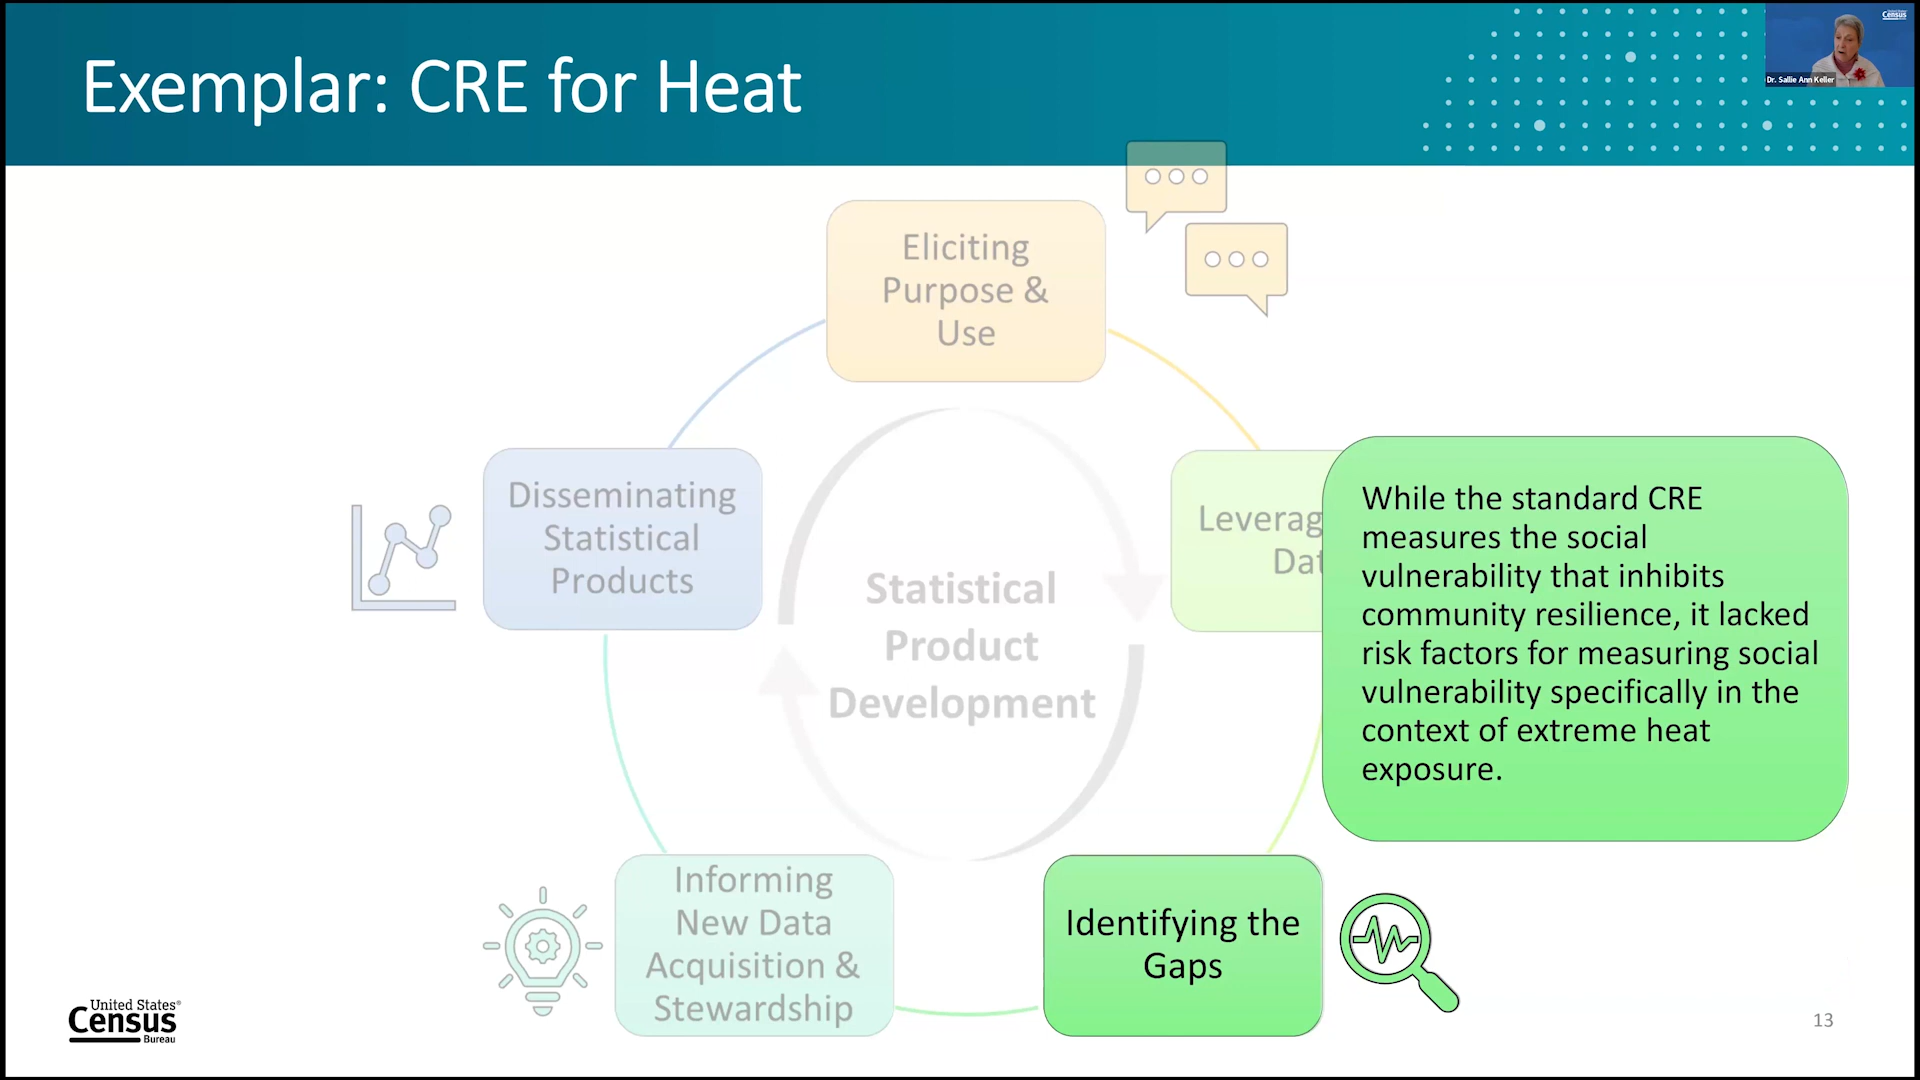 Exemplar: CRE for Heat
Census
Dr. Sallie Ann Keller
Eliciting
Purpose &
Use
Disseminating
Statistical
Products
Leverag
Dat
While the standard CRE
measures the social
vulnerability that inhibits
community resilience, it lacked
risk factors for measuring social
vulnerability specifically in the
context of extreme heat
exposure.
Statistical
Product
Development
Informing
New Data
Acquisition &
Stewardship
Identifying the
Gaps
United States®
Census
Bureau
13